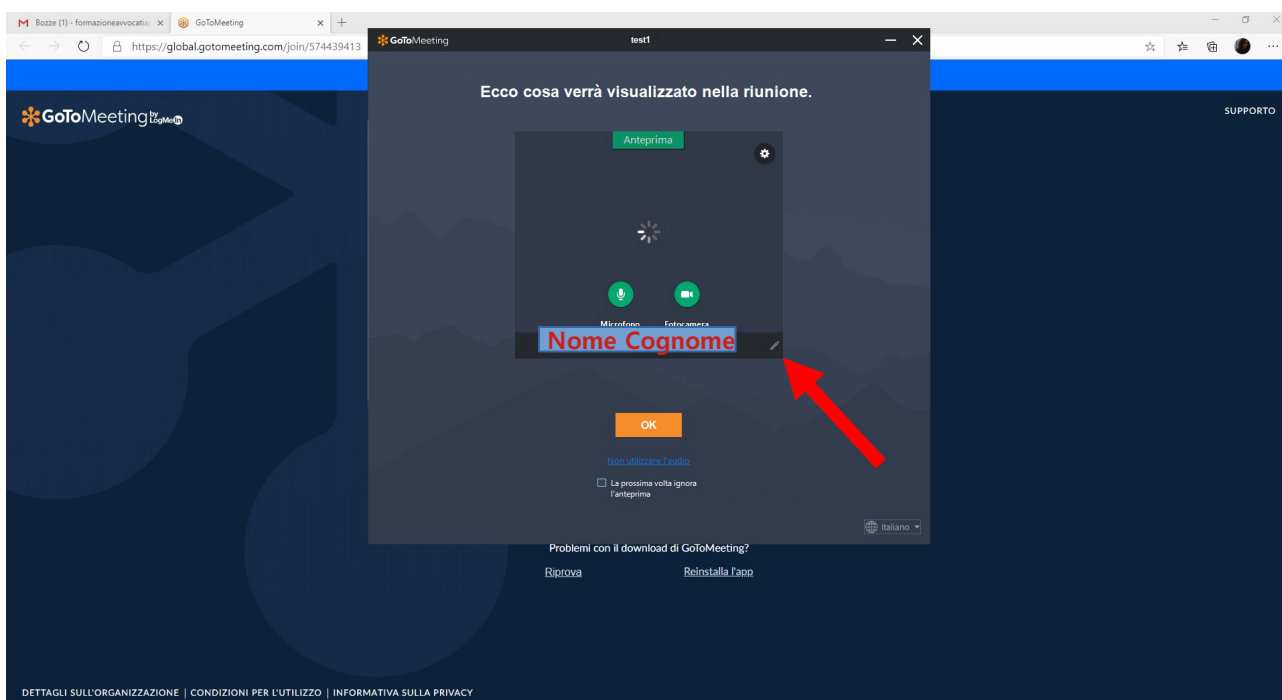 Bozze (1) - formazioneavvocatia
GoToMeeting
https://global.gotomeeting.com/join/574439413
GoToMeeting
test1
Ecco cosa verrà visualizzato nella riunione.
GoToMeeting by LogMeIn
SUPPORTO
Anteprima
Microfono
Fotocamera
Nome Cognome
OK
Non utilizzare l'audio
La prossima volta ignora
l'anteprima
Italiano
Problemi con il download di GoToMeeting?
Riprova
Reinstalla l'app
DETTAGLI SULL'ORGANIZZAZIONE | CONDIZIONI PER L'UTILIZZO | INFORMATIVA SULLA PRIVACY